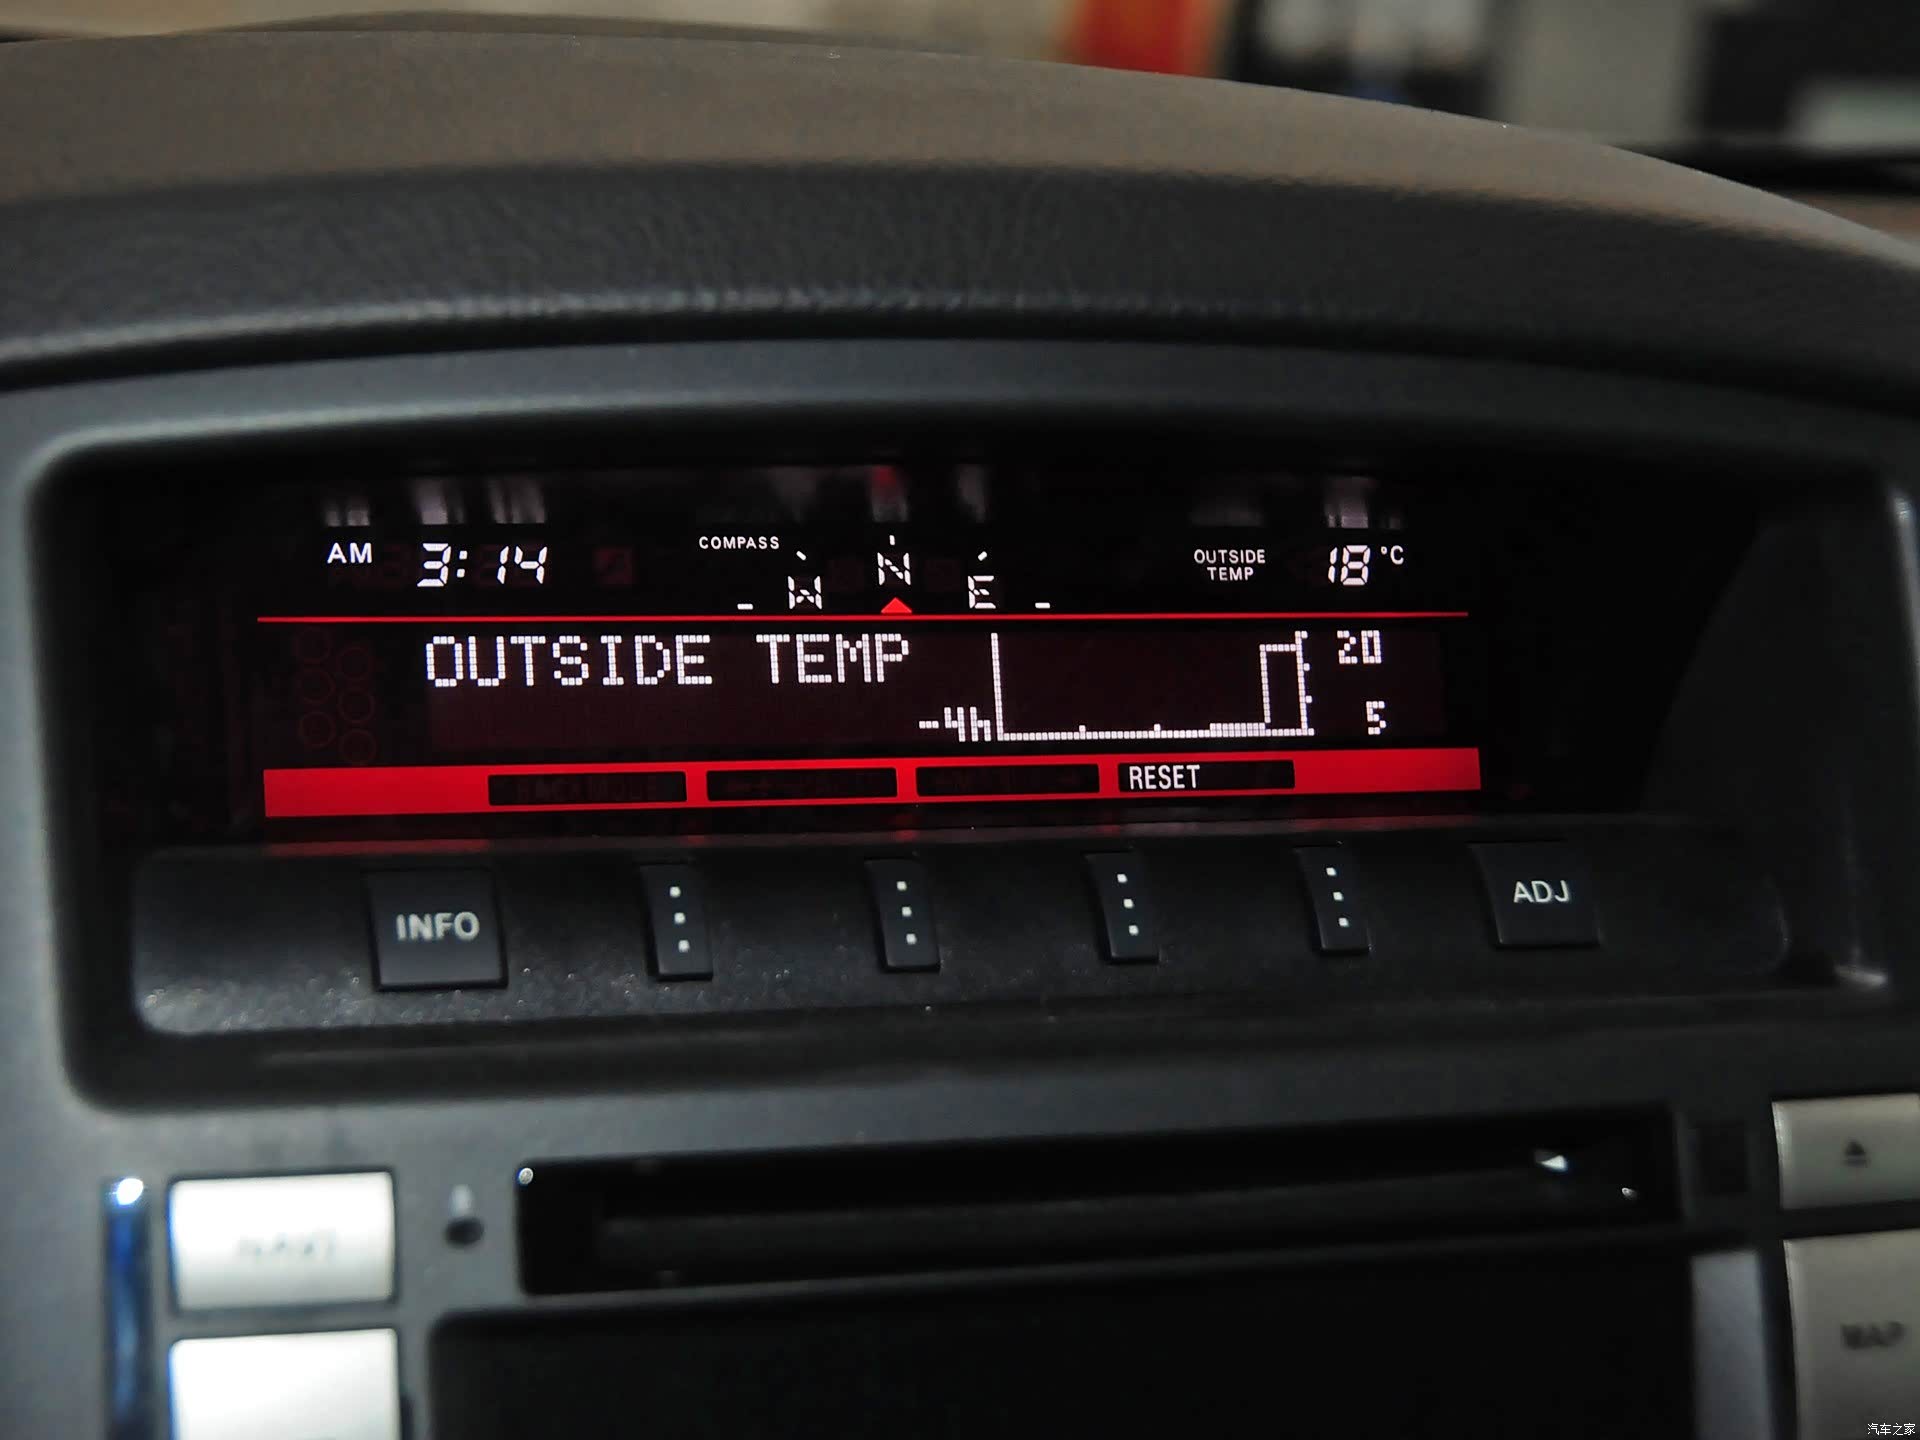 AM 3:14
COMPASS
W N E
OUTSIDE
TEMP
18 °C
OUTSIDE TEMP
-4h
20
5
RESET
INFO
ADJ
MAP
汽车之家